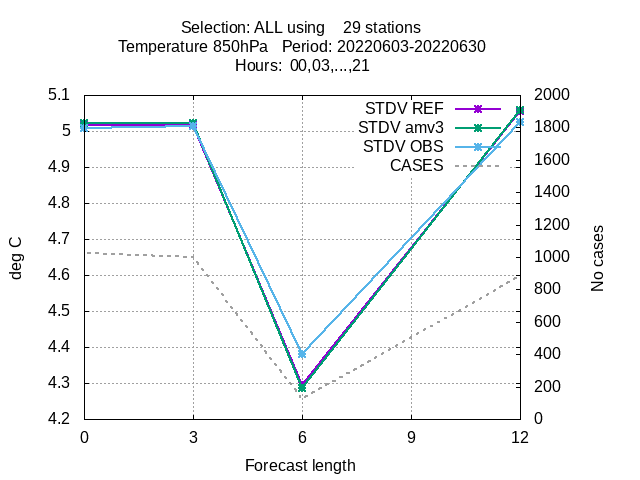 Selection: ALL using    29 stations
Temperature 850hPa   Period: 20220603-20220630
Hours:  00,03,...,21
5.1
5
4.9
4.8
4.7
4.6
4.5
4.4
4.3
4.2
deg C
STDV REF
STDV amv3
STDV OBS
CASES
2000
1800
1600
1400
1200
1000
800
600
400
200
0
No cases
0 3 6 9 12
Forecast length